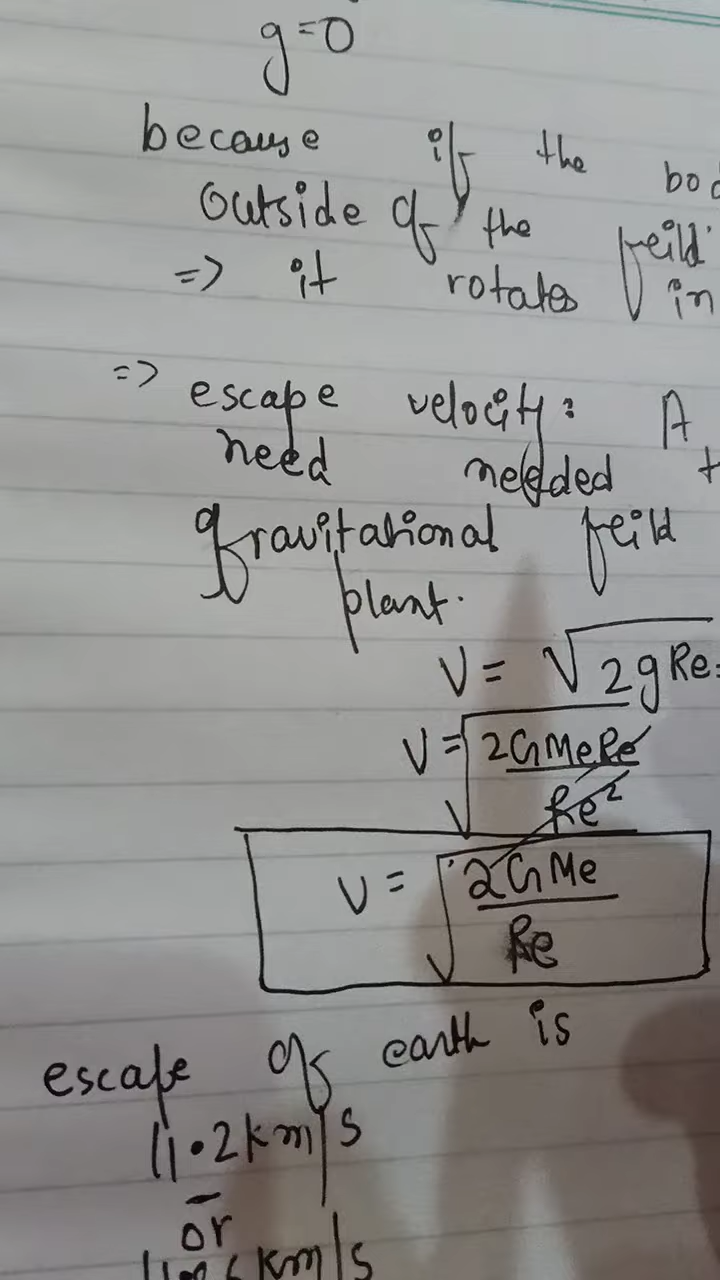 g=0
because if the
outside of the feild
=> it rotates in
=> escape velocity: A
need needed
gravitational feild
plant.
V = √2gRe
V = √2GMeRe/Re²
V = √2GMe/Re
escape of earth is
11.2km/s
or
km/s